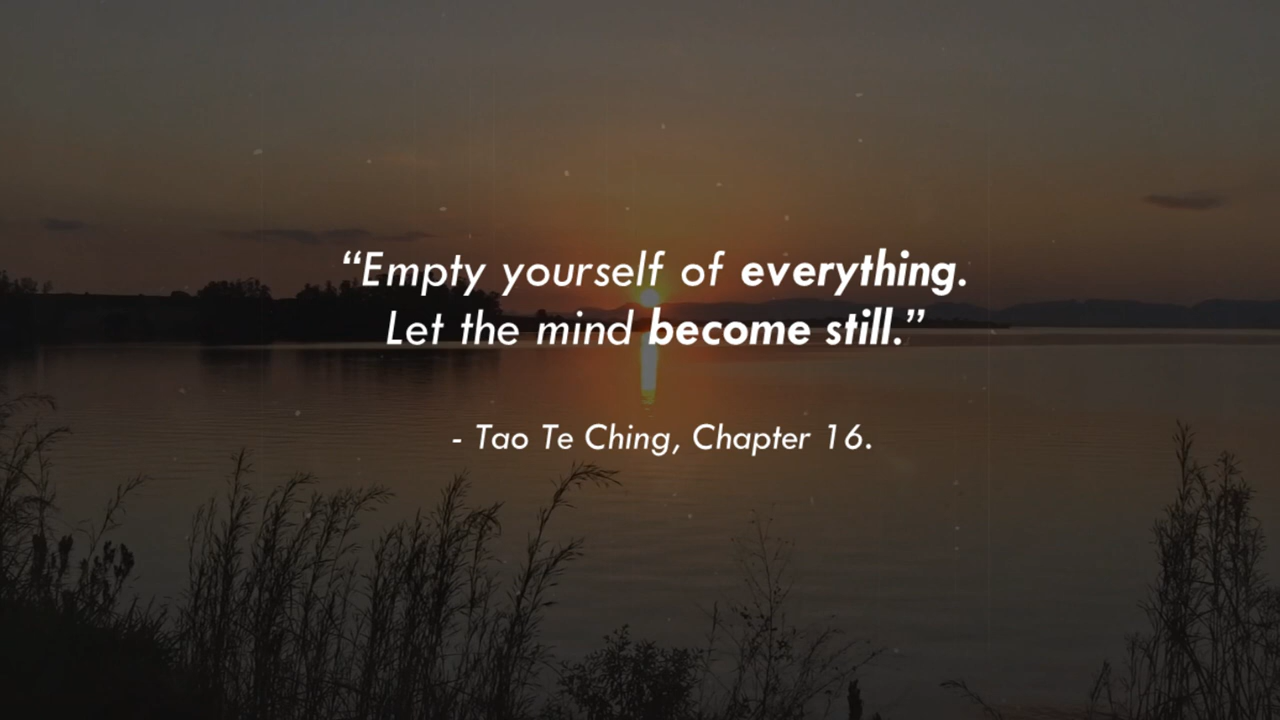 “Empty yourself of everything.
Let the mind become still.”
- Tao Te Ching, Chapter 16.